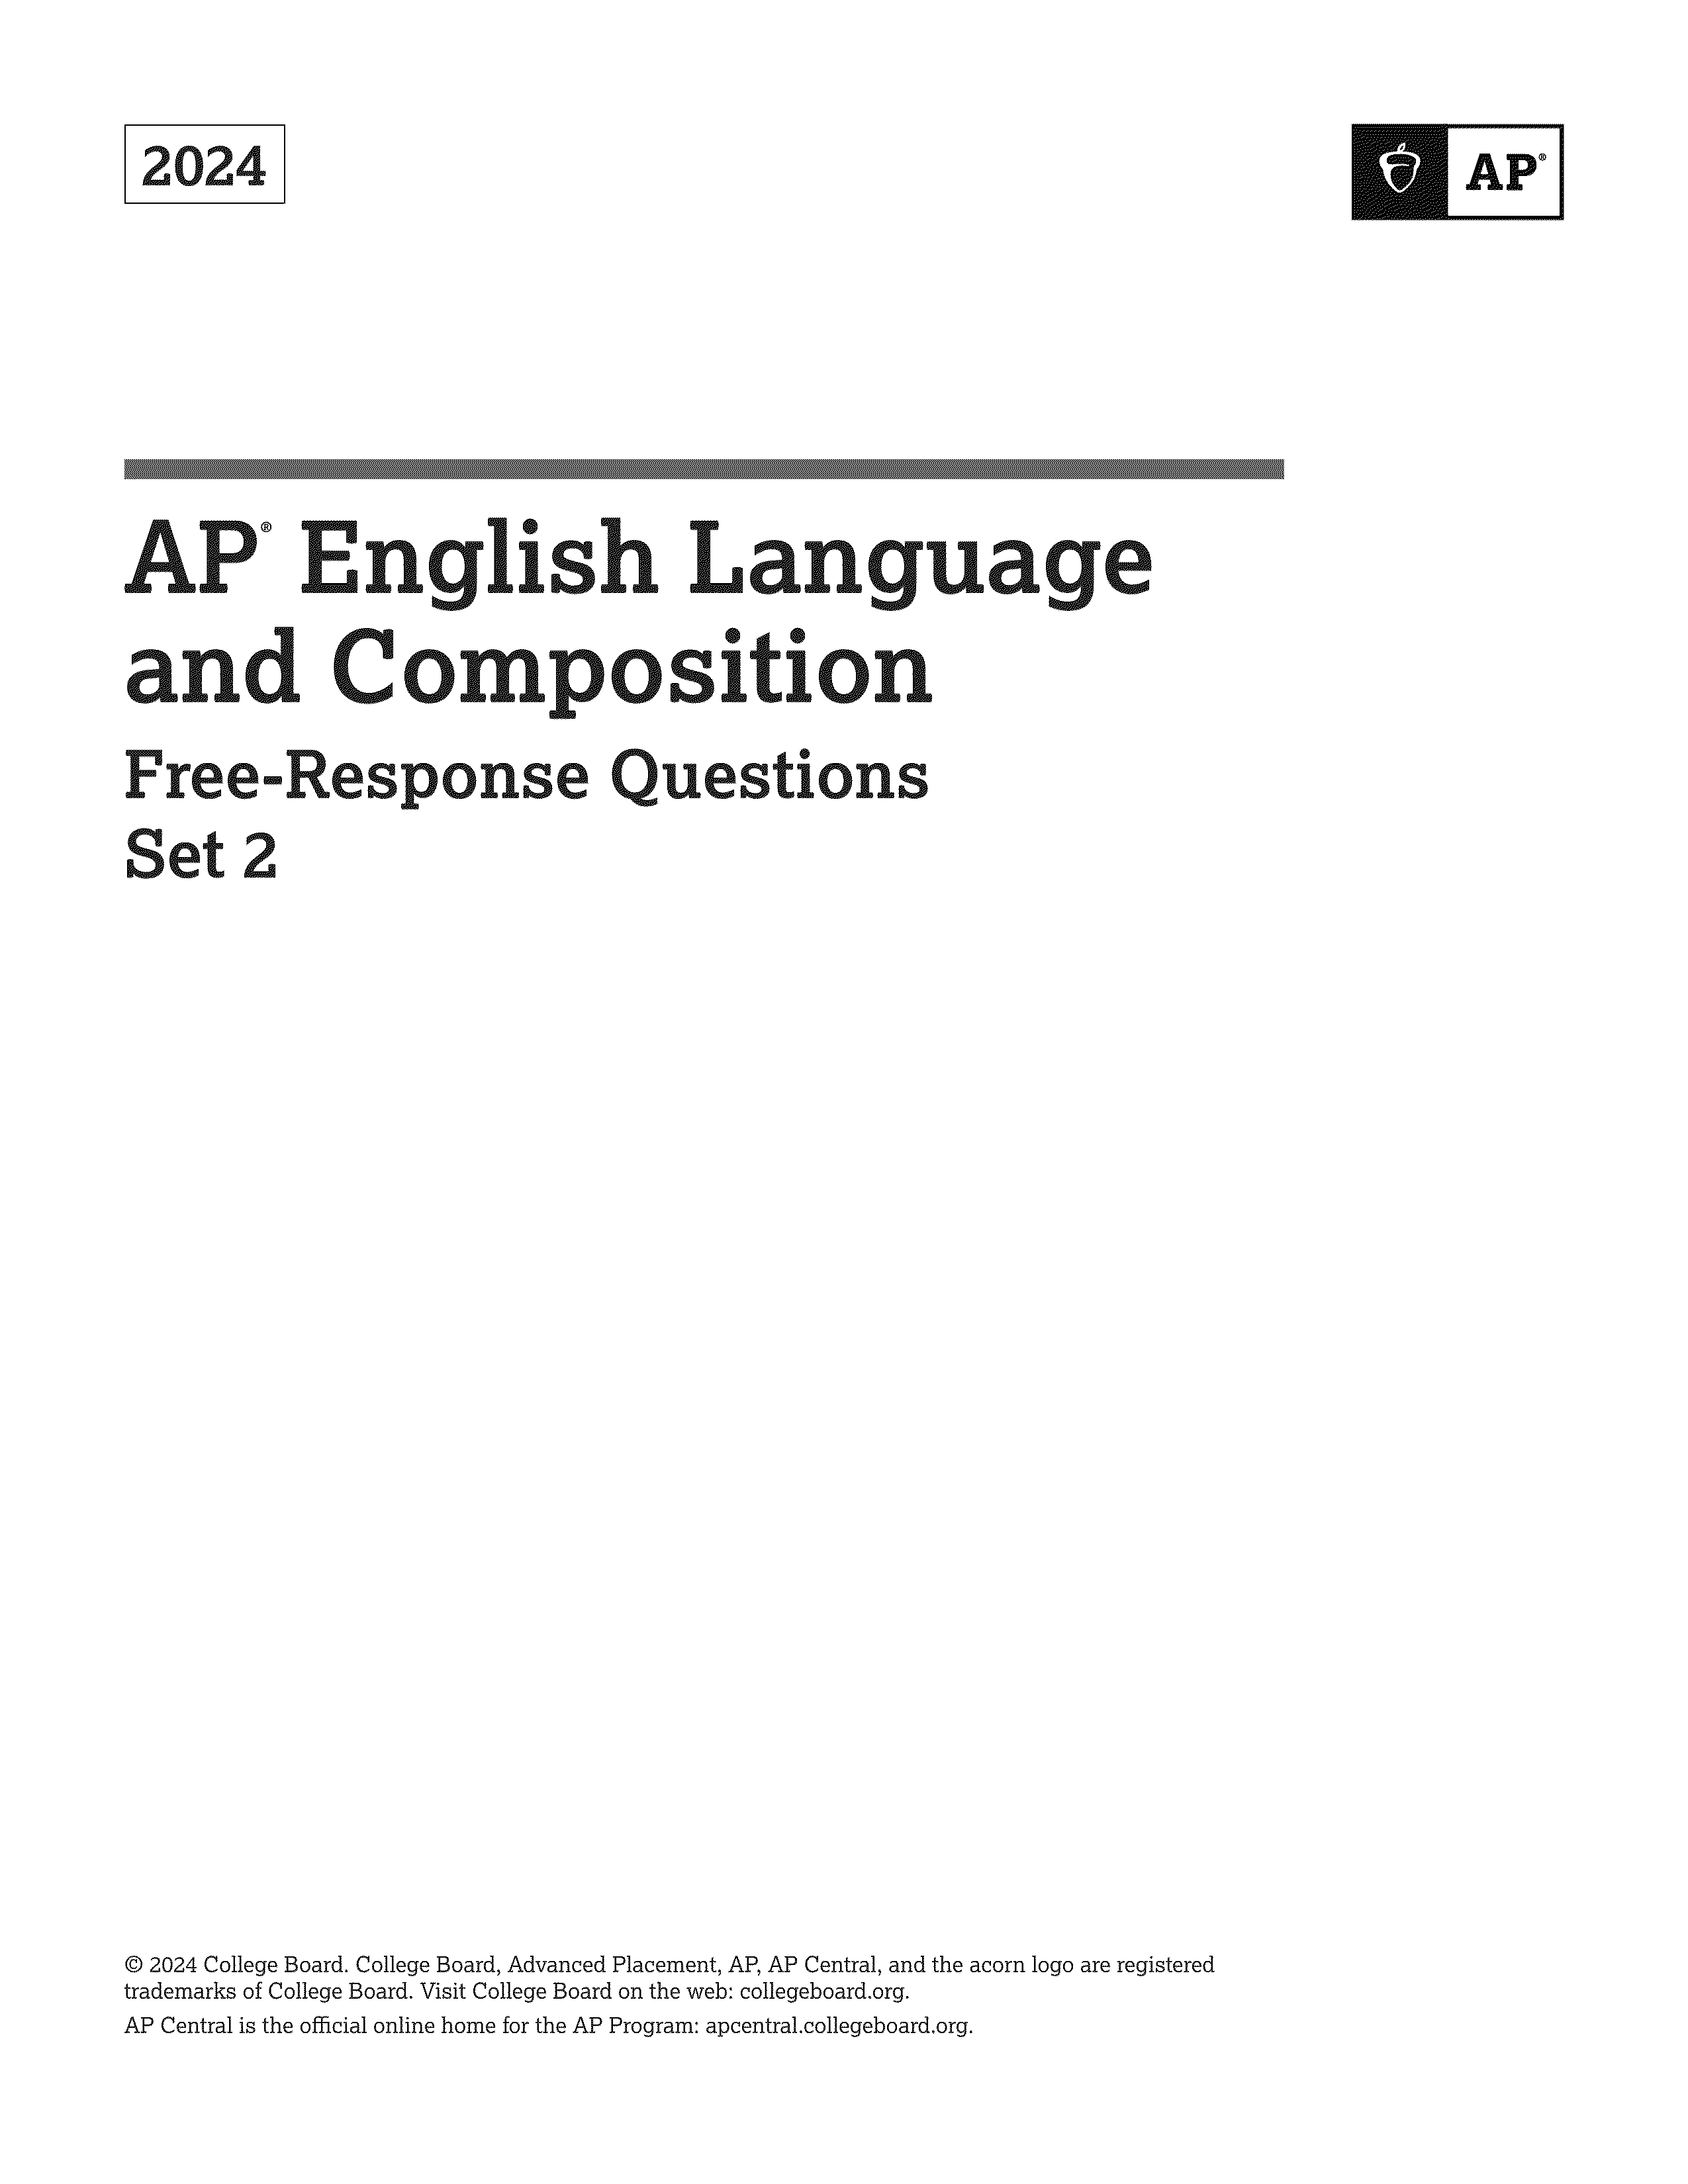 2024
AP®
AP® English Language
and Composition
Free-Response Questions
Set 2
© 2024 College Board. College Board, Advanced Placement, AP, AP Central, and the acorn logo are registered
trademarks of College Board. Visit College Board on the web: collegeboard.org.
AP Central is the official online home for the AP Program: apcentral.collegeboard.org.